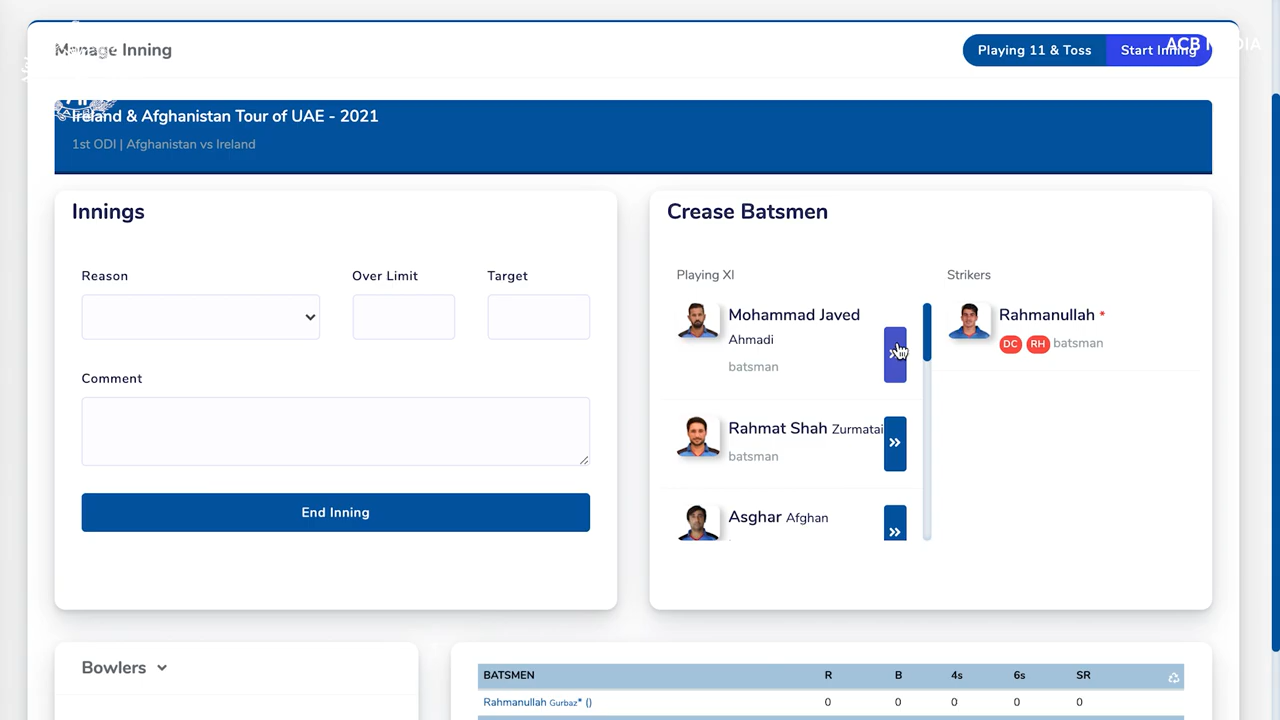 Manage Inning
Playing 11 & Toss
Start Inning
ACB MEDIA
Ireland & Afghanistan Tour of UAE - 2021
1st ODI | Afghanistan vs Ireland
Innings
Reason
Over Limit
Target
Comment
End Inning
Crease Batsmen
Playing XI
Strikers
Mohammad Javed
Ahmadi
batsman
Rahmanullah *
DC RH batsman
Rahmat Shah Zurmatai
batsman
Asghar Afghan
Bowlers
BATSMEN R B 4s 6s SR
Rahmanullah Gurbaz* () 0 0 0 0 0